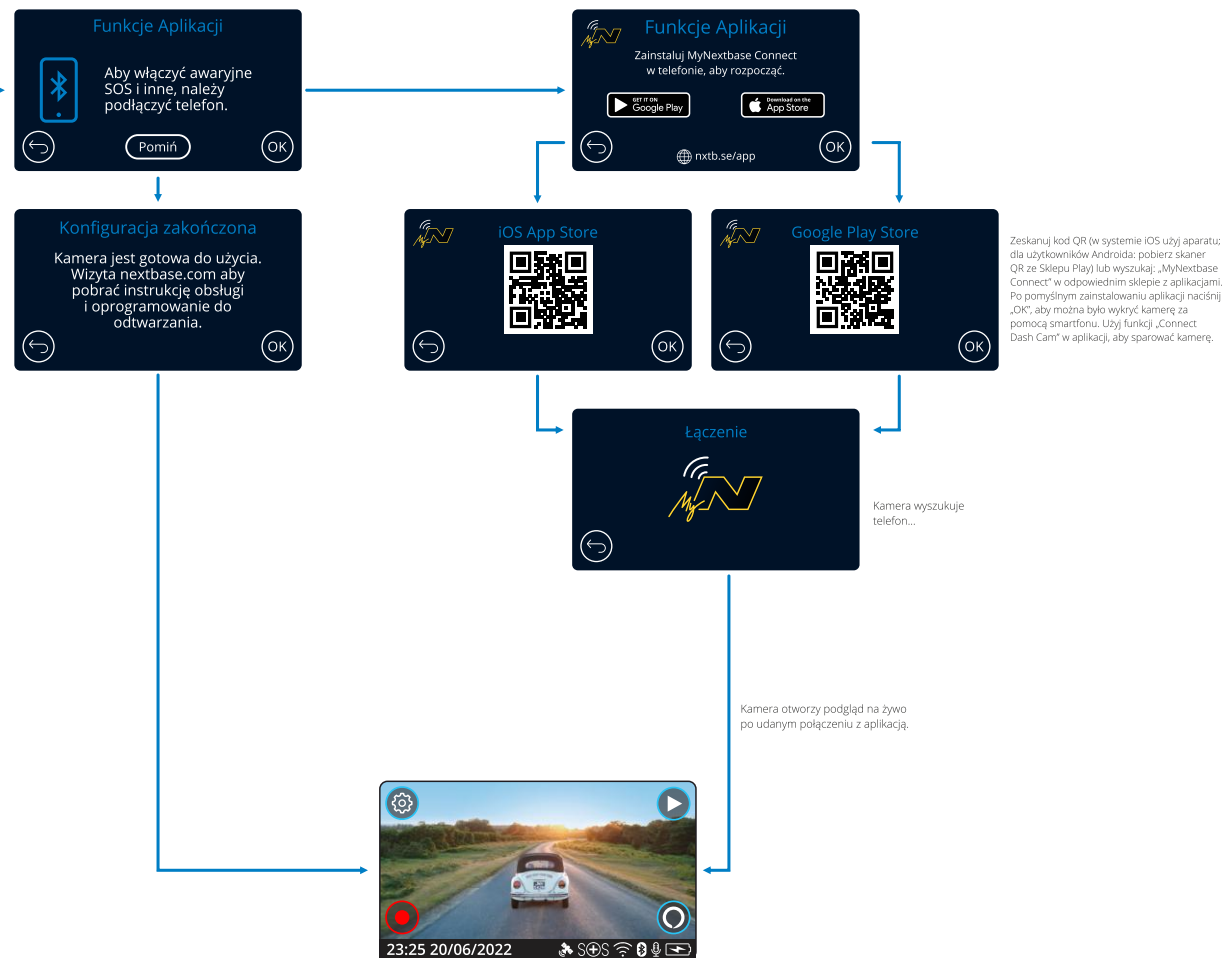 Funkcje Aplikacji
Aby włączyć awaryjne
SOS i inne, należy
podłączyć telefon.
Pomiń
OK
My N
Funkcje Aplikacji
Zainstaluj MyNextbase Connect
w telefonie, aby rozpocząć.
GET IT ON
Google Play
Download on the
App Store
nxtb.se/app
OK
Konfiguracja zakończona
Kamera jest gotowa do użycia.
Wizyta nextbase.com aby
pobrać instrukcję obsługi
i oprogramowanie do
odtwarzania.
OK
My N
iOS App Store
OK
My N
Google Play Store
OK
Zeskanuj kod QR (w systemie iOS użyj aparatu;
dla użytkowników Androida: pobierz skaner
QR ze Sklepu Play) lub wyszukaj: „MyNextbase
Connect” w odpowiednim sklepie z aplikacjami.
Po pomyślnym zainstalowaniu aplikacji naciśnij
„OK”, aby można było wykryć kamerę za
pomocą smartfonu. Użyj funkcji „Connect
Dash Cam” w aplikacji, aby sparować kamerę.
Łączenie
My N
Kamera wyszukuje
telefon...
Kamera otworzy podgląd na żywo
po udanym połączeniu z aplikacją.
23:25 20/06/2022
SOS